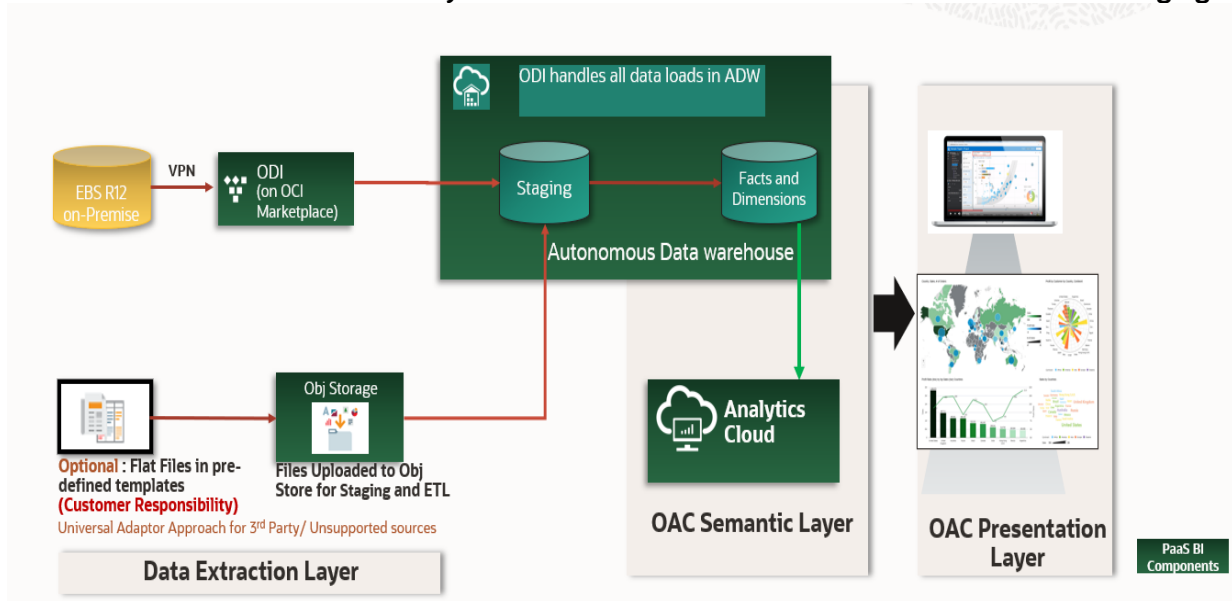 ODI handles all data loads in ADW
VPN
EBS R12
on-Premise
ODI
(on OCI
Marketplace)
Staging
Facts and
Dimensions
Autonomous Data warehouse
Obj Storage
Optional : Flat Files in pre-
defined templates
(Customer Responsibility)
Files Uploaded to Obj
Store for Staging and ETL
Universal Adaptor Approach for 3rd Party/ Unsupported sources
Data Extraction Layer
Analytics
Cloud
OAC Semantic Layer
OAC Presentation
Layer
PaaS BI
Components